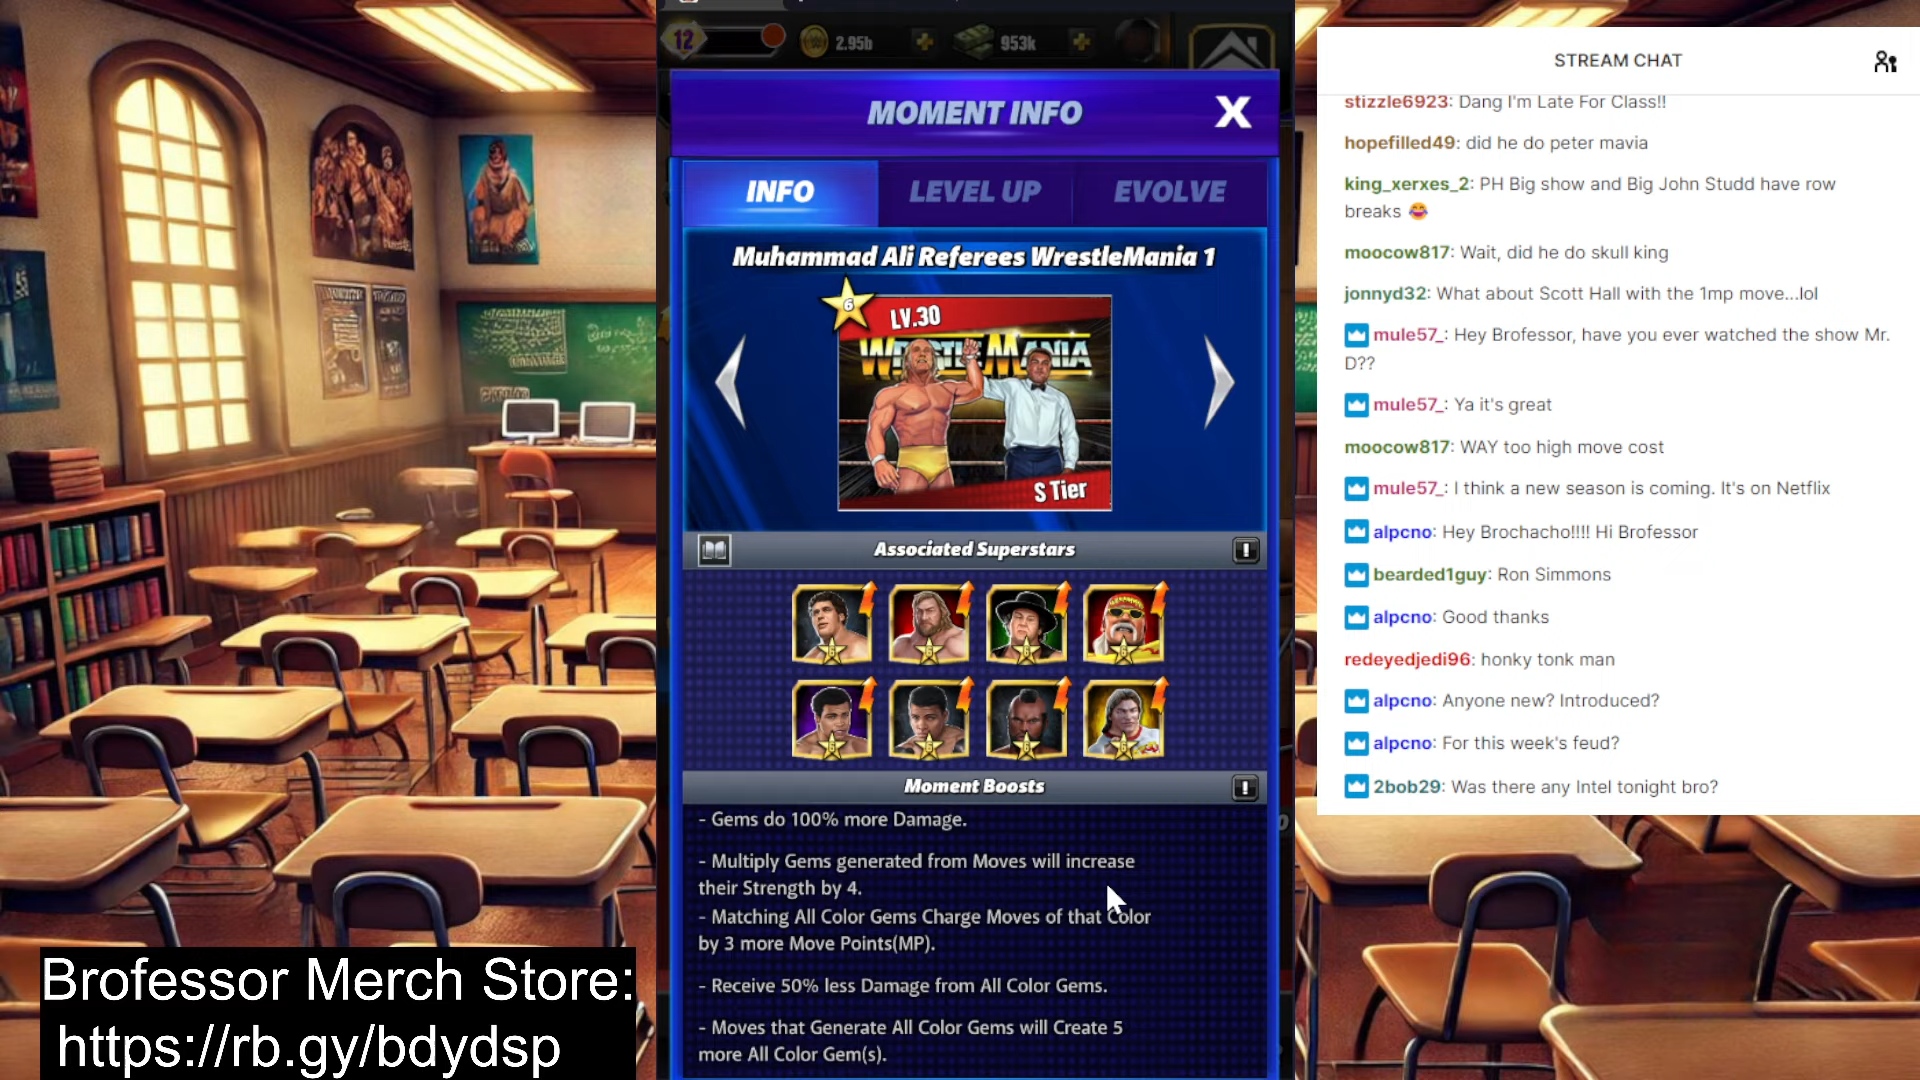 12
2.95b
953k
MOMENT INFO
X
INFO
LEVEL UP
EVOLVE
Muhammad Ali Referees WrestleMania 1
6
LV.30
WRESTLEMANIA
S Tier
Associated Superstars
!
Moment Boosts
!
- Gems do 100% more Damage.
- Multiply Gems generated from Moves will increase
their Strength by 4.
- Matching All Color Gems Charge Moves of that Color
by 3 more Move Points(MP).
- Receive 50% less Damage from All Color Gems.
- Moves that Generate All Color Gems will Create 5
more All Color Gem(s).
STREAM CHAT
stizzle6923: Dang I'm Late For Class!!
hopefilled49: did he do peter mavia
king_xerxes_2: PH Big show and Big John Studd have row
breaks 😂
moocow817: Wait, did he do skull king
jonnyd32: What about Scott Hall with the 1mp move...lol
mule57_: Hey Brofessor, have you ever watched the show Mr.
D??
mule57_: Ya it's great
moocow817: WAY too high move cost
mule57_: I think a new season is coming. It's on Netflix
alpcno: Hey Brochacho!!!! Hi Brofessor
bearded1guy: Ron Simmons
alpcno: Good thanks
redeyedjedi96: honky tonk man
alpcno: Anyone new? Introduced?
alpcno: For this week's feud?
2bob29: Was there any Intel tonight bro?
Brofessor Merch Store:
https://rb.gy/bdydsp